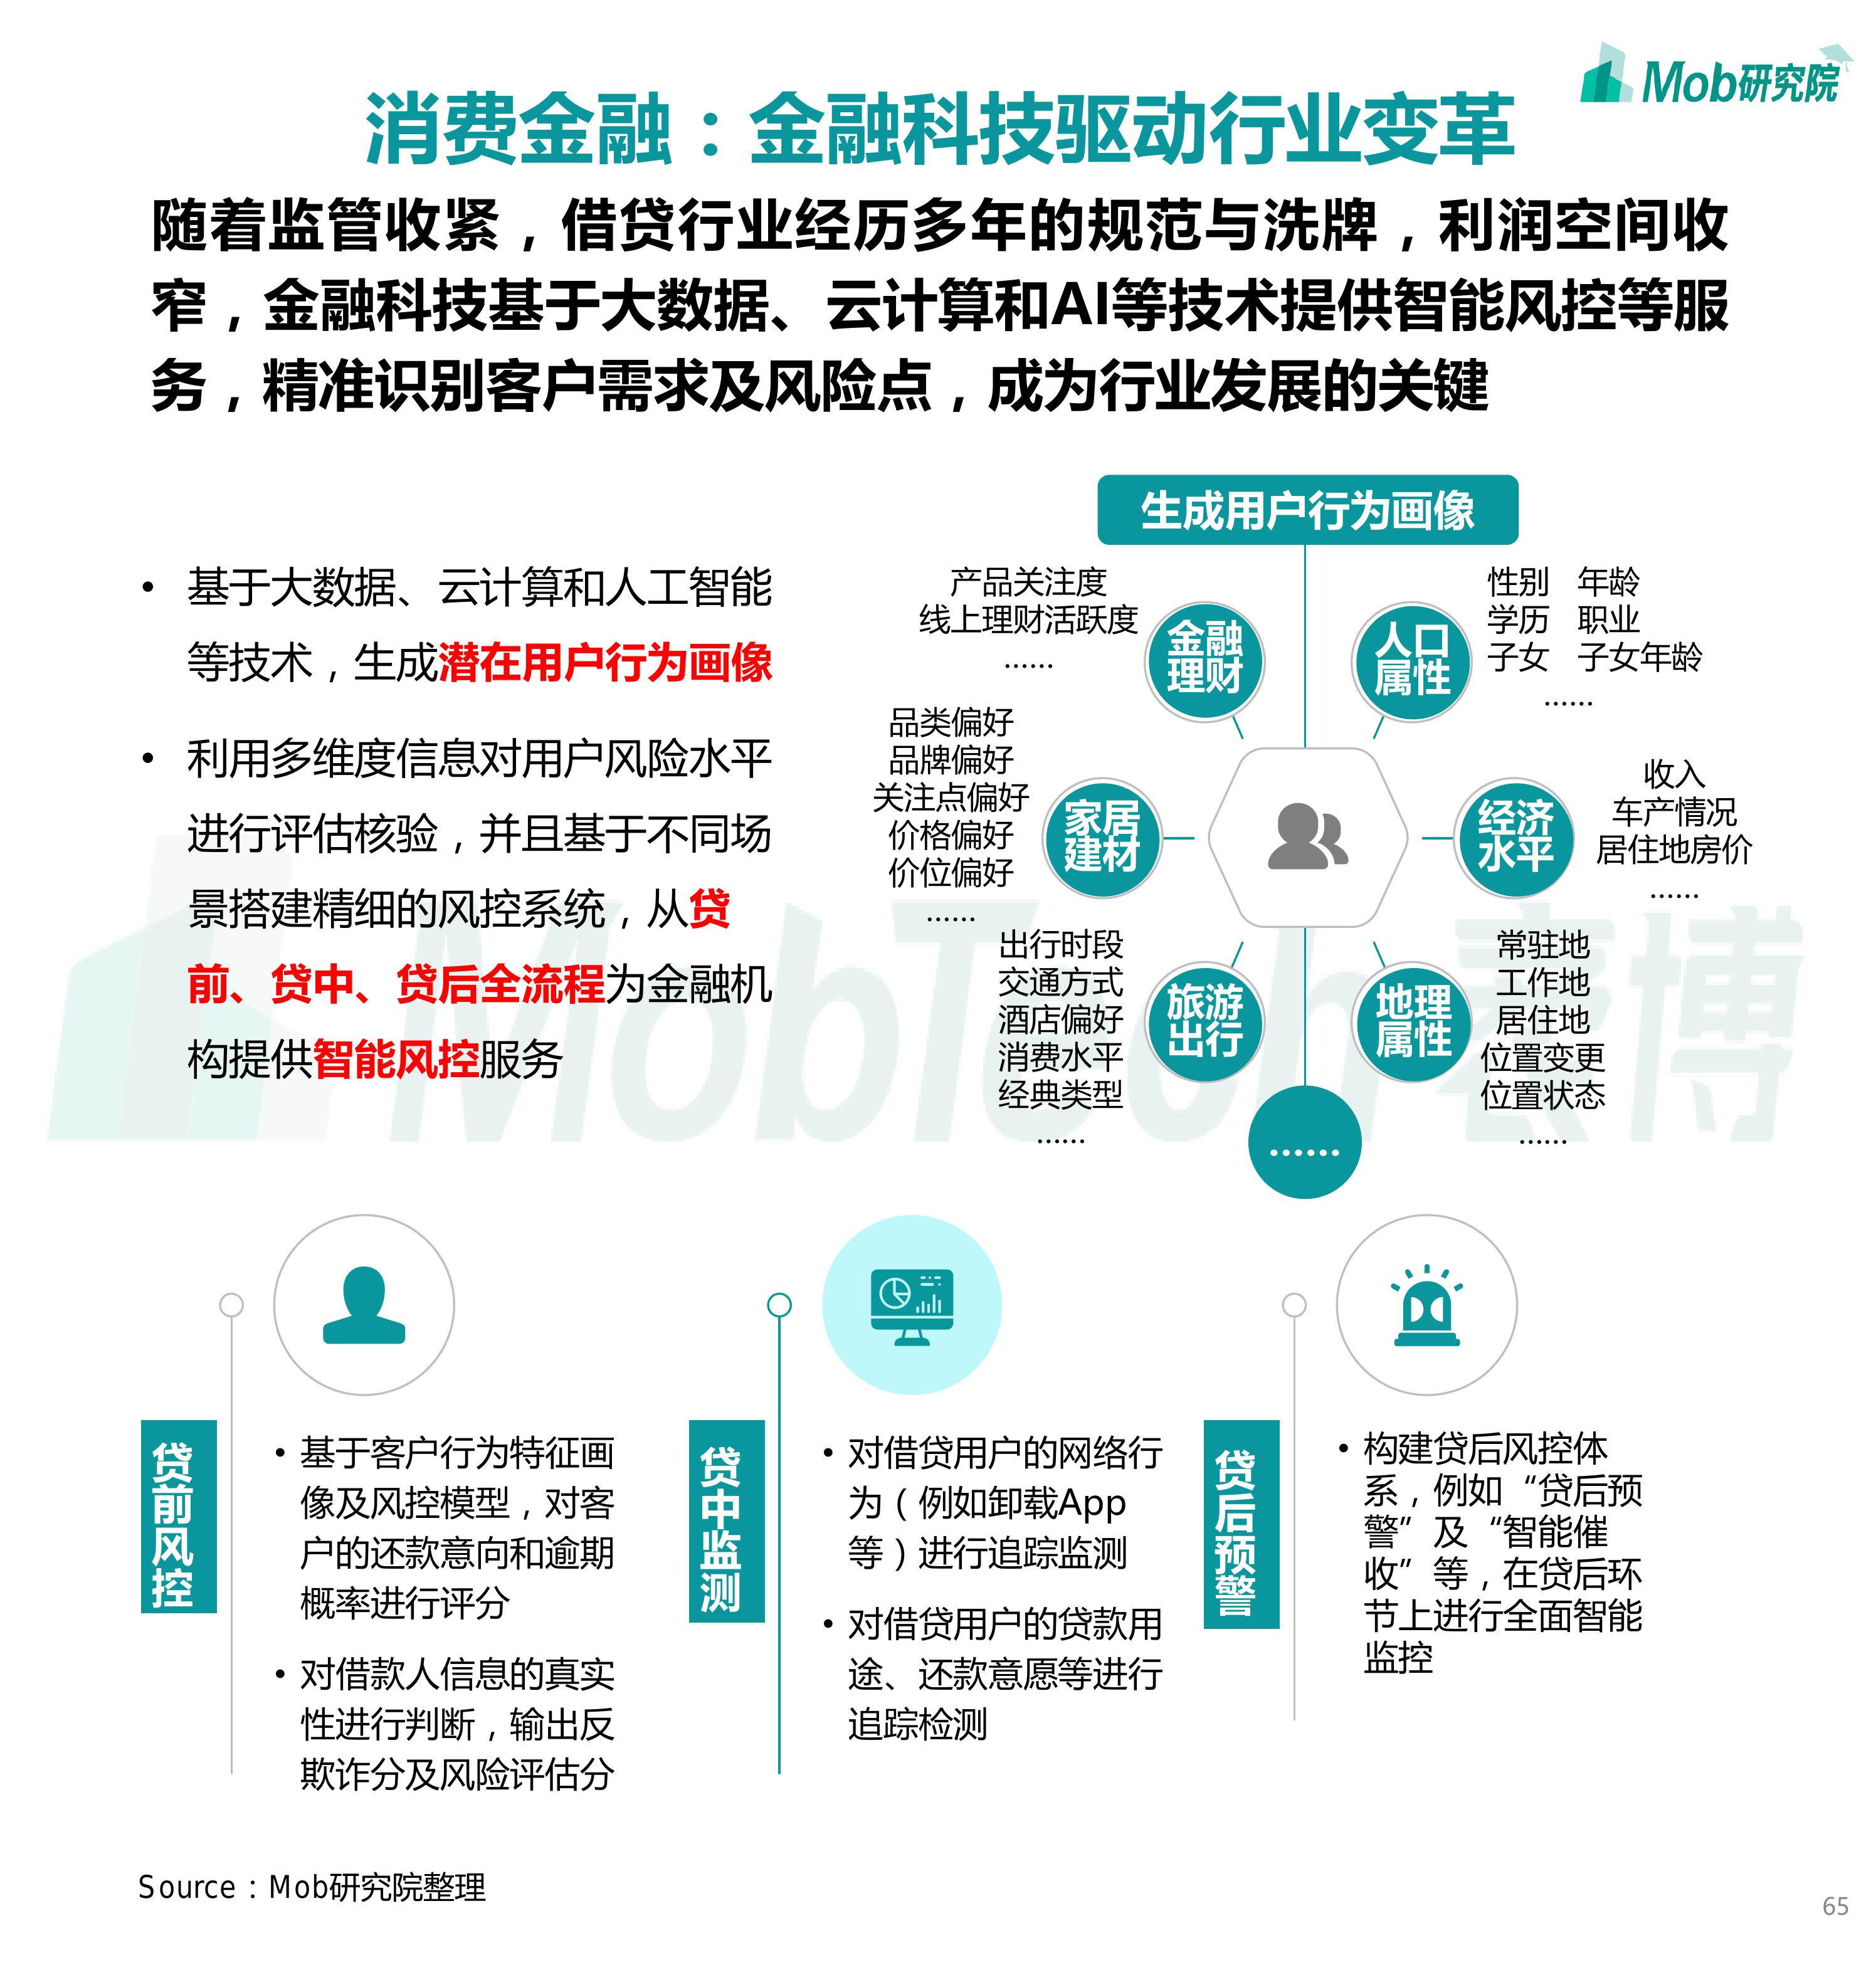 Mob研究院
消费金融：金融科技驱动行业变革
随着监管收紧，借贷行业经历多年的规范与洗牌，利润空间收
窄，金融科技基于大数据、云计算和AI等技术提供智能风控等服
务，精准识别客户需求及风险点，成为行业发展的关键
• 基于大数据、云计算和人工智能
等技术，生成潜在用户行为画像
• 利用多维度信息对用户风险水平
进行评估核验，并且基于不同场
景搭建精细的风控系统，从贷
前、贷中、贷后全流程为金融机
构提供智能风控服务
生成用户行为画像
产品关注度
线上理财活跃度
……
金融
理财
人口
属性
性别 年龄
学历 职业
子女 子女年龄
……
品类偏好
品牌偏好
关注点偏好
价格偏好
价位偏好
……
家居
建材
经济
水平
收入
车产情况
居住地房价
……
出行时段
交通方式
酒店偏好
消费水平
经典类型
……
旅游
出行
地理
属性
常驻地
工作地
居住地
位置变更
位置状态
……
……
MobTech袤博
贷前风控
• 基于客户行为特征画
像及风控模型，对客
户的还款意向和逾期
概率进行评分
• 对借款人信息的真实
性进行判断，输出反
欺诈分及风险评估分
贷中监测
• 对借贷用户的网络行
为（例如卸载App
等）进行追踪监测
• 对借贷用户的贷款用
途、还款意愿等进行
追踪检测
贷后预警
• 构建贷后风控体
系，例如“贷后预
警”及“智能催
收”等，在贷后环
节上进行全面智能
监控
Source：Mob研究院整理
65